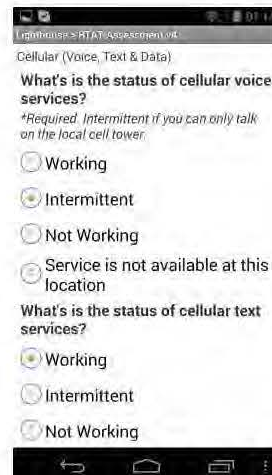 Lighthouse > RTAT Assessment v4
Cellular (Voice, Text & Data)
What's is the status of cellular voice
services?
*Required. Intermittent if you can only talk
on the local cell tower.
Working
Intermittent
Not Working
Service is not available at this
location
What's is the status of cellular text
services?
Working
Intermittent
Not Working